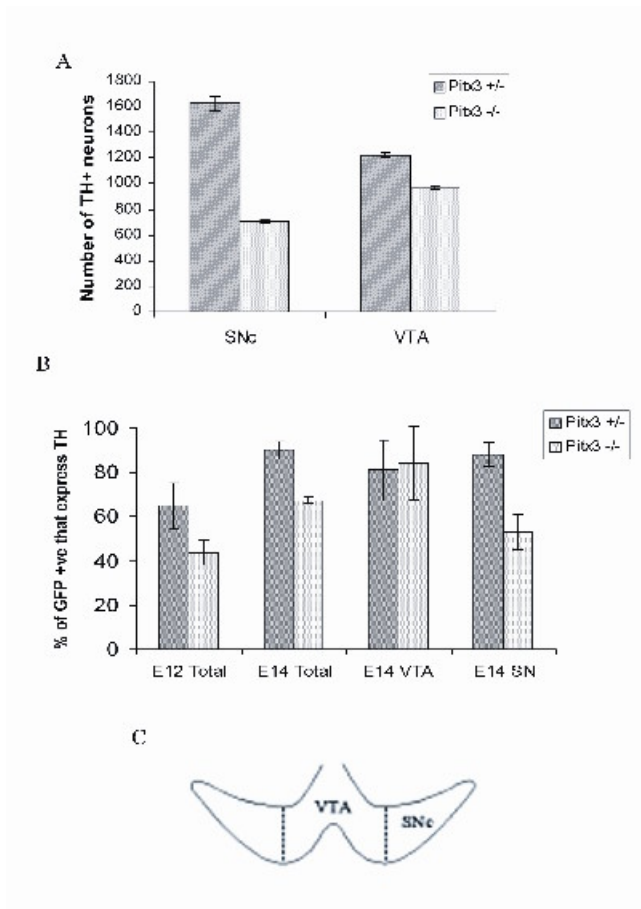 A
1800
1600
1400
1200
1000
800
600
400
200
0
Number of TH+ neurons
Pitx3 +/-
Pitx3 -/-
SNc
VTA
B
100
80
60
40
20
0
% of GFP +ve that express TH
Pitx3 +/-
Pitx3 -/-
E12 Total
E14 Total
E14 VTA
E14 SN
C
VTA
SNc